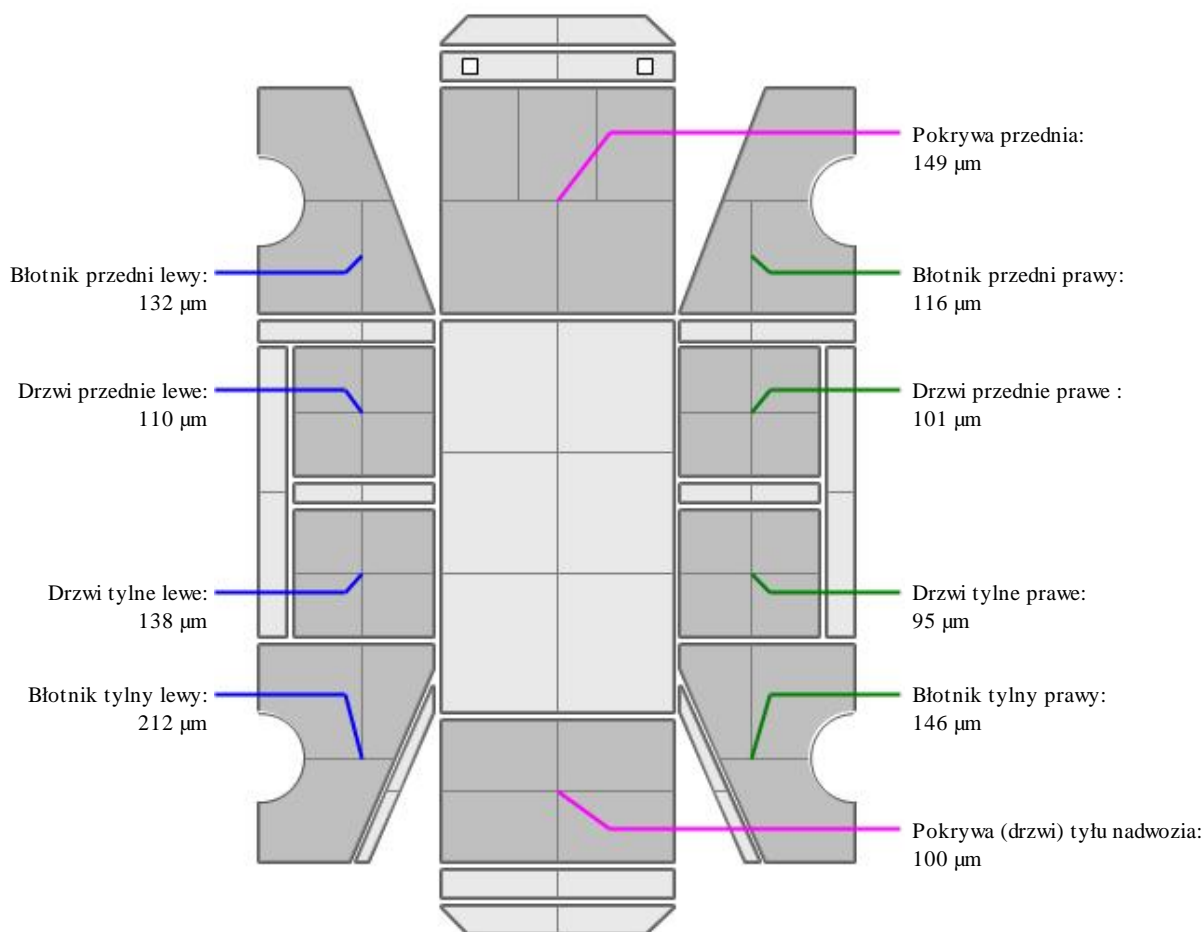 Pokrywa przednia:
149 µm
Błotnik przedni lewy:
132 µm
Błotnik przedni prawy:
116 µm
Drzwi przednie lewe:
110 µm
Drzwi przednie prawe :
101 µm
Drzwi tylne lewe:
138 µm
Drzwi tylne prawe:
95 µm
Błotnik tylny lewy:
212 µm
Błotnik tylny prawy:
146 µm
Pokrywa (drzwi) tyłu nadwozia:
100 µm